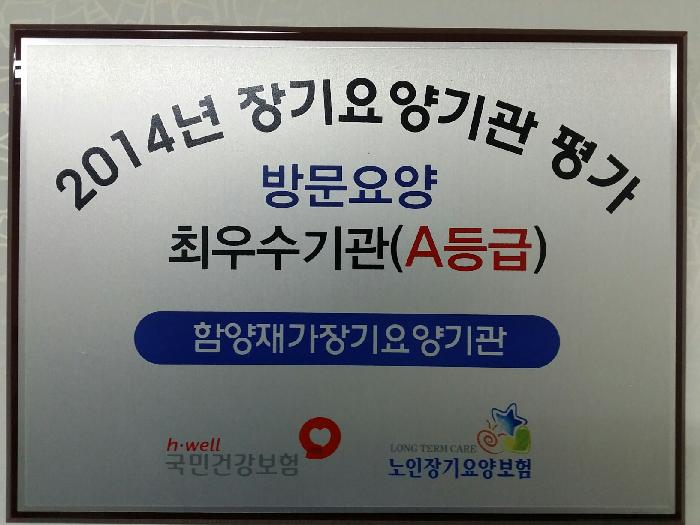 2014년 장기요양기관 평가
방문요양
최우수기관(A등급)
함양재가장기요양기관
h·well
국민건강보험
LONG TERM CARE
노인장기요양보험